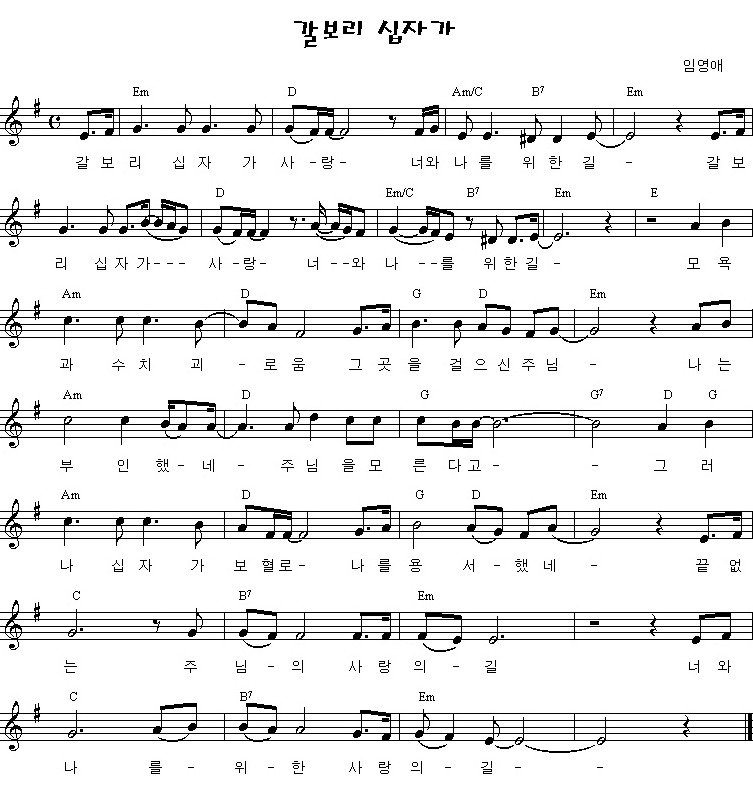 갈보리 십자가
임영애
Em D Am/C B7 Em
갈 보 리 십 자 가 사 -랑- 너와 나 를 위 한 길 - 갈 보
D Em/C B7 Em E
리 십 자 가--- 사-랑- 너 --와 나--를 위 한 길- 모 욕
Am D G D Em
과 수 치 괴 - 로 움 그 곳 을 걸 으 신 주 님 - 나 는
Am D G G7 D G
부 인 했 - 네 - 주 님 을 모 른 다 고 - - 그 러
Am D G D Em
나 십 자 가 보 혈 로 - 나 를 용 서 - 했 네 - 끝 없
C B7 Em
는 주 님 - 의 사 랑 의 - 길 너 와
C B7 Em
나 를 - 위 - 한 사 랑 의 - 길 - -